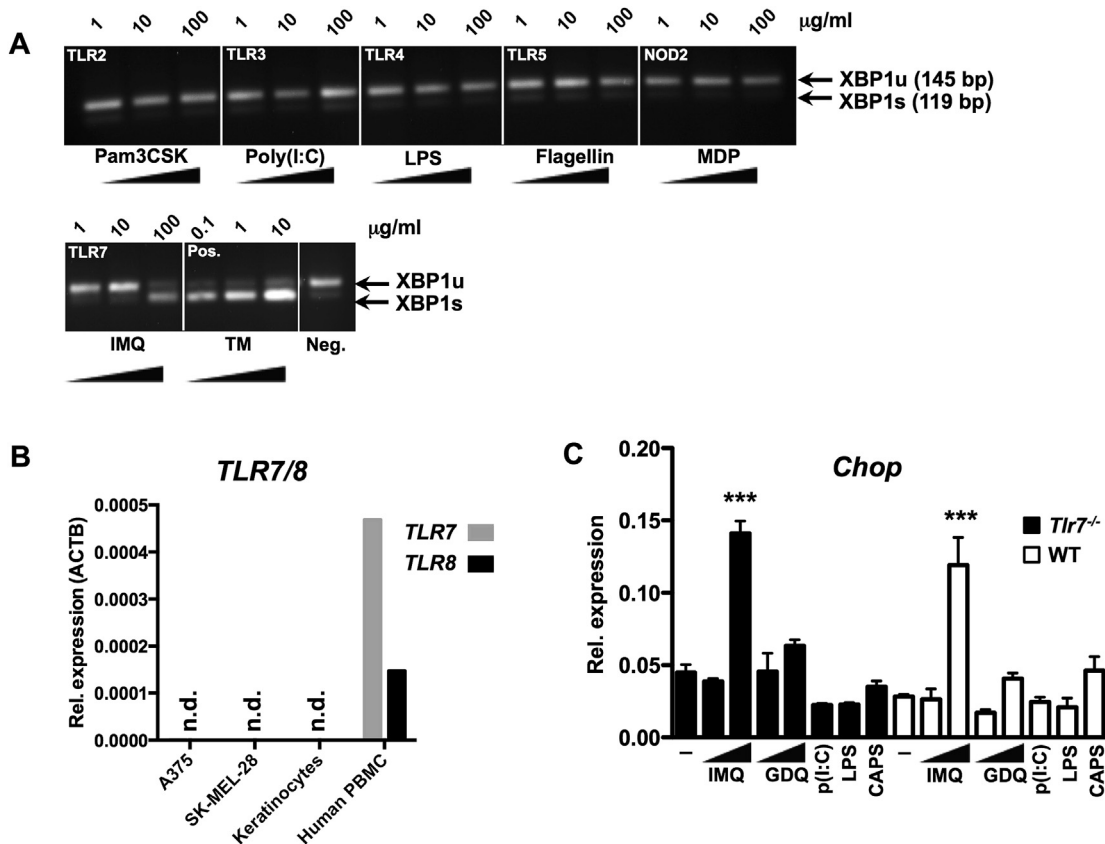 A
1 10 100 1 10 100 1 10 100 1 10 100 1 10 100 µg/ml
TLR2 TLR3 TLR4 TLR5 NOD2
XBP1u (145 bp)
XBP1s (119 bp)
Pam3CSK Poly(I:C) LPS Flagellin MDP
1 10 100 0.1 1 10 µg/ml
TLR7 Pos.
XBP1u
XBP1s
IMQ TM Neg.
B
TLR7/8
Rel. expression (ACTB)
0.0005
0.0004
0.0003
0.0002
0.0001
0.0000
n.d. n.d. n.d.
A375 SK-MEL-28 Keratinocytes Human PBMC
TLR7
TLR8
C
Chop
Rel. expression
0.20
0.15
0.10
0.05
0.00
*** ***
Tlr7-/-
WT
– IMQ GDQ p(I:C) LPS CAPS – IMQ GDQ p(I:C) LPS CAPS